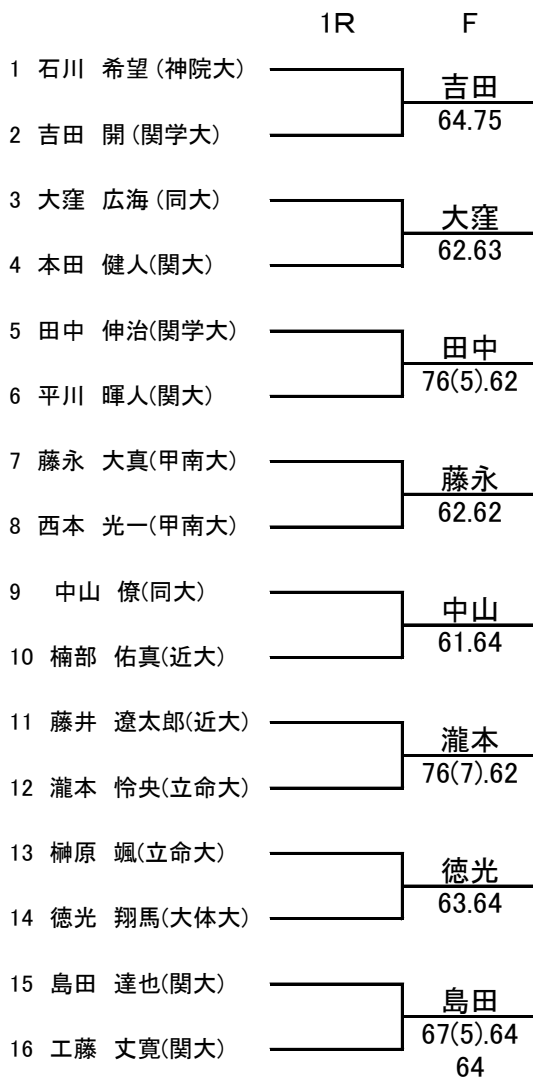 1R F
1 石川 希望 (神院大)
吉田
64.75
2 吉田 開 (関学大)
3 大窪 広海 (同大)
大窪
62.63
4 本田 健人(関大)
5 田中 伸治(関学大)
田中
76(5).62
6 平川 暉人(関大)
7 藤永 大真(甲南大)
藤永
62.62
8 西本 光一(甲南大)
9 中山 僚(同大)
中山
61.64
10 楠部 佑真(近大)
11 藤井 遼太郎(近大)
瀧本
76(7).62
12 瀧本 怜央(立命大)
13 榊原 颯(立命大)
徳光
63.64
14 徳光 翔馬(大体大)
15 島田 達也(関大)
島田
67(5).64
64
16 工藤 丈寛(関大)